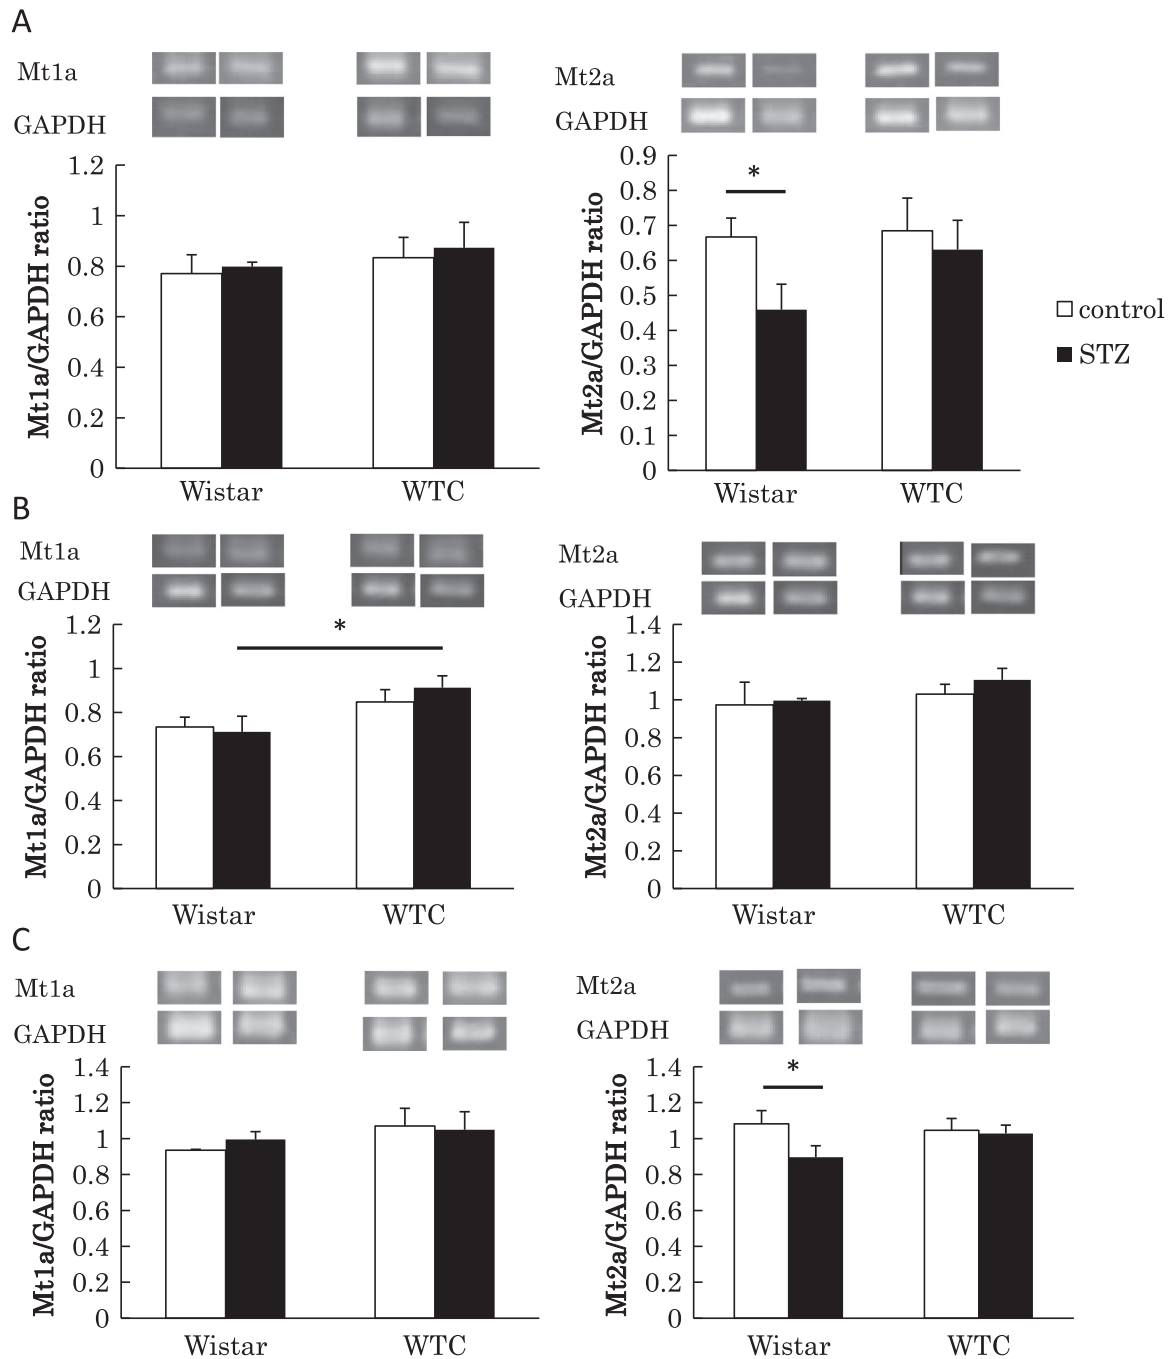 A
Mt1a
GAPDH
Mt1a/GAPDH ratio
1.2
1
0.8
0.6
0.4
0.2
0
Wistar
WTC
Mt2a
GAPDH
Mt2a/GAPDH ratio
0.9
0.8
0.7
0.6
0.5
0.4
0.3
0.2
0.1
0
*
Wistar
WTC
control
STZ
B
Mt1a
GAPDH
Mt1a/GAPDH ratio
1.2
1
0.8
0.6
0.4
0.2
0
*
Wistar
WTC
Mt2a
GAPDH
Mt2a/GAPDH ratio
1.4
1.2
1
0.8
0.6
0.4
0.2
0
Wistar
WTC
C
Mt1a
GAPDH
Mt1a/GAPDH ratio
1.4
1.2
1
0.8
0.6
0.4
0.2
0
Wistar
WTC
Mt2a
GAPDH
Mt2a/GAPDH ratio
1.4
1.2
1
0.8
0.6
0.4
0.2
0
*
Wistar
WTC